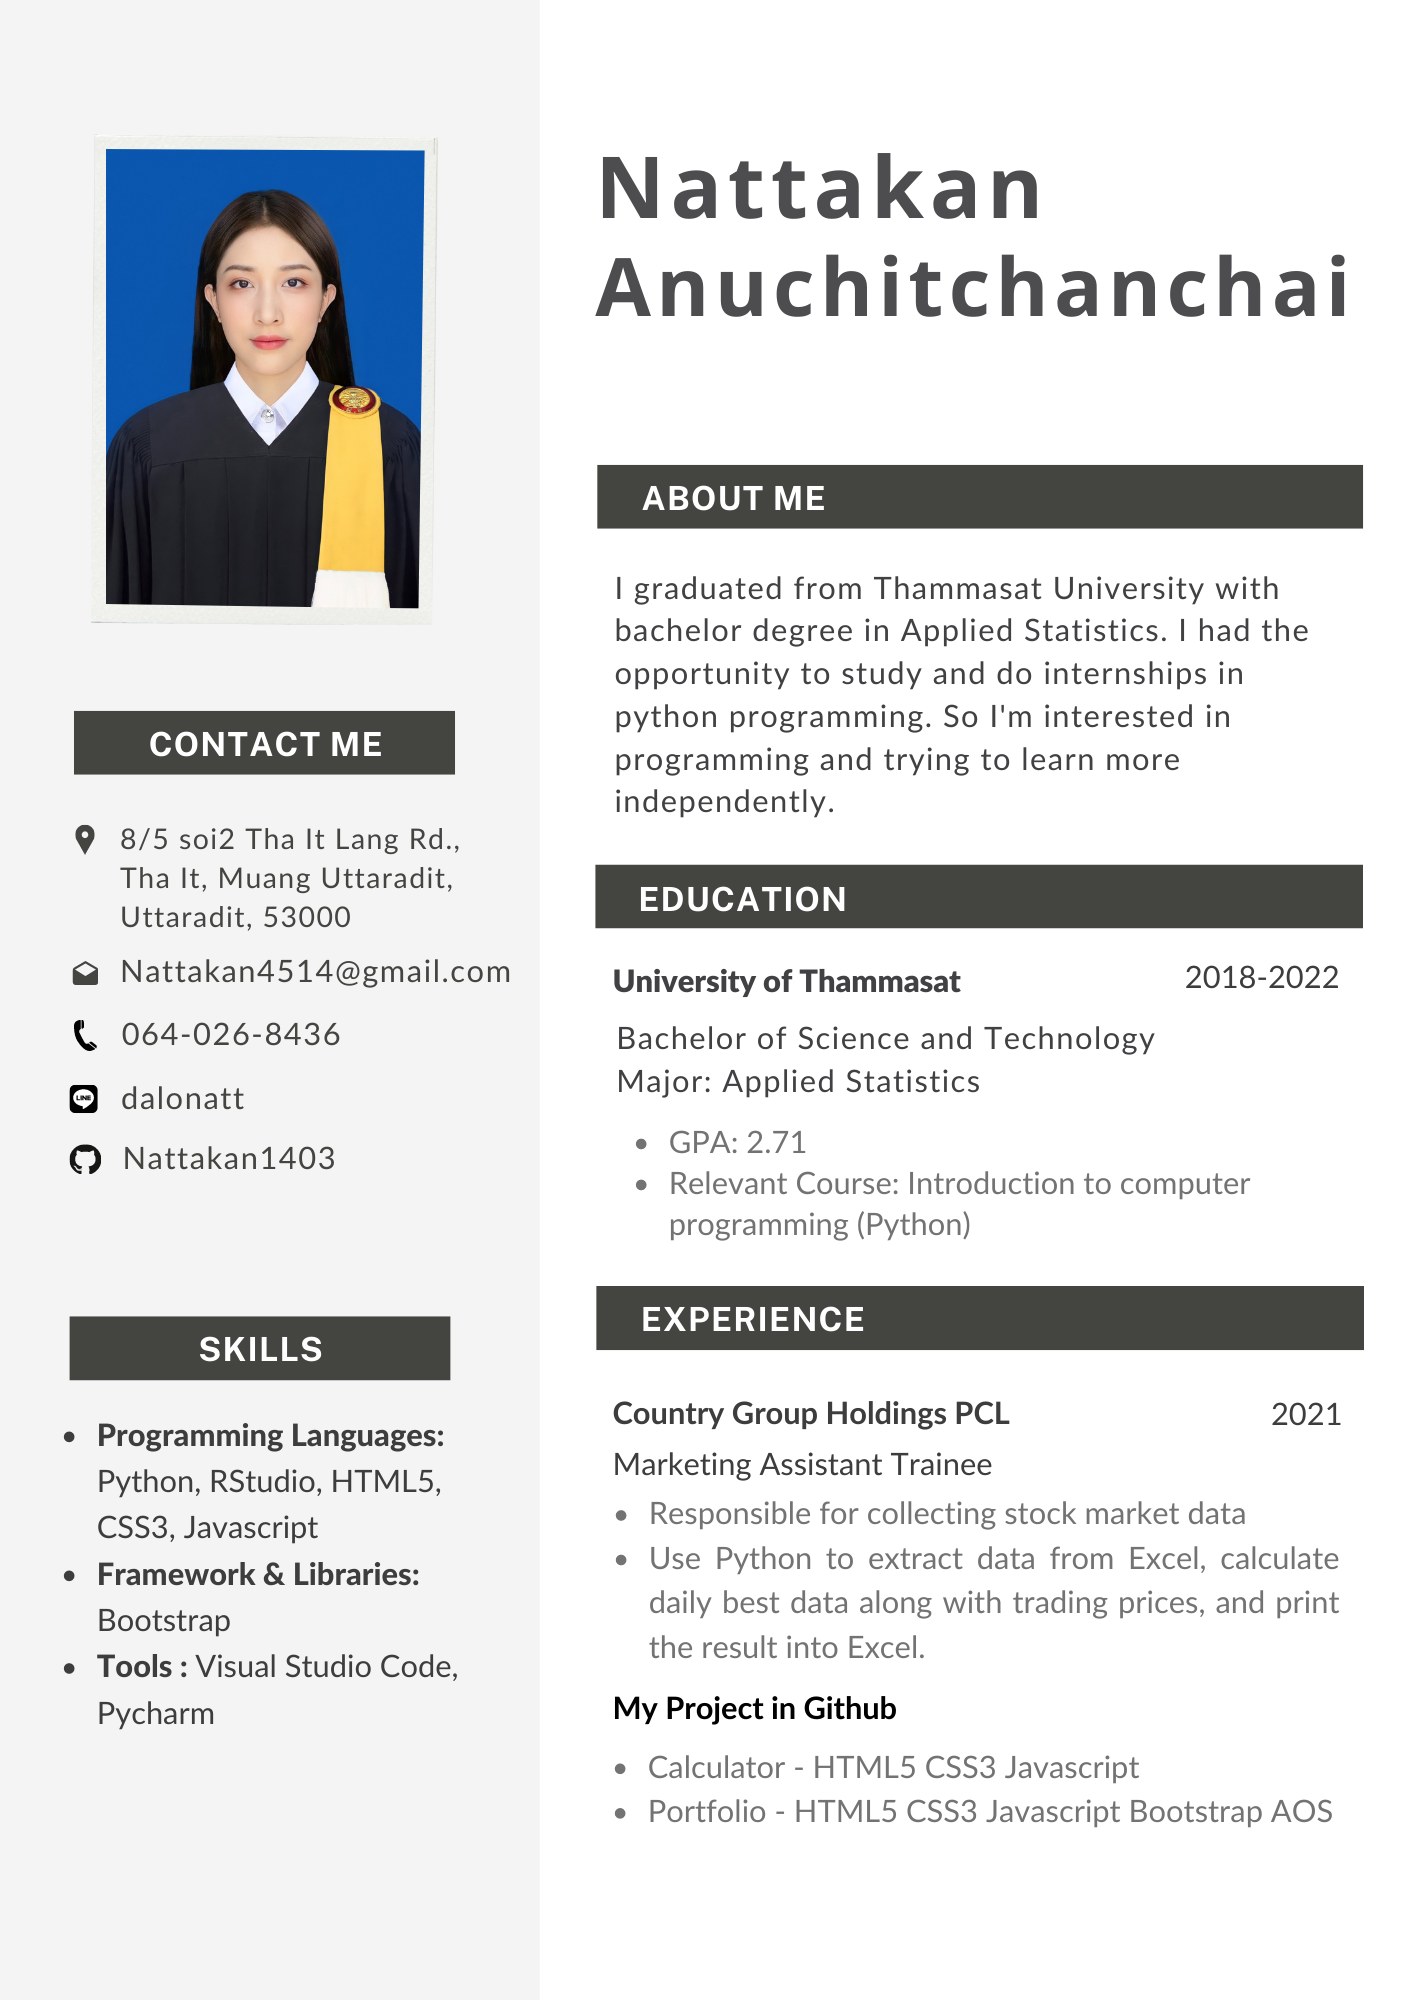 Nattakan
Anuchitchanchai
CONTACT ME
8/5 soi2 Tha It Lang Rd.,
Tha It, Muang Uttaradit,
Uttaradit, 53000
Nattakan4514@gmail.com
064-026-8436
LINE
dalonatt
Nattakan1403
SKILLS
• Programming Languages:
Python, RStudio, HTML5,
CSS3, Javascript
• Framework & Libraries:
Bootstrap
• Tools : Visual Studio Code,
Pycharm
ABOUT ME
I graduated from Thammasat University with
bachelor degree in Applied Statistics. I had the
opportunity to study and do internships in
python programming. So I'm interested in
programming and trying to learn more
independently.
EDUCATION
University of Thammasat 2018-2022
Bachelor of Science and Technology
Major: Applied Statistics
• GPA: 2.71
• Relevant Course: Introduction to computer
programming (Python)
EXPERIENCE
Country Group Holdings PCL 2021
Marketing Assistant Trainee
• Responsible for collecting stock market data
• Use Python to extract data from Excel, calculate
daily best data along with trading prices, and print
the result into Excel.
My Project in Github
• Calculator - HTML5 CSS3 Javascript
• Portfolio - HTML5 CSS3 Javascript Bootstrap AOS